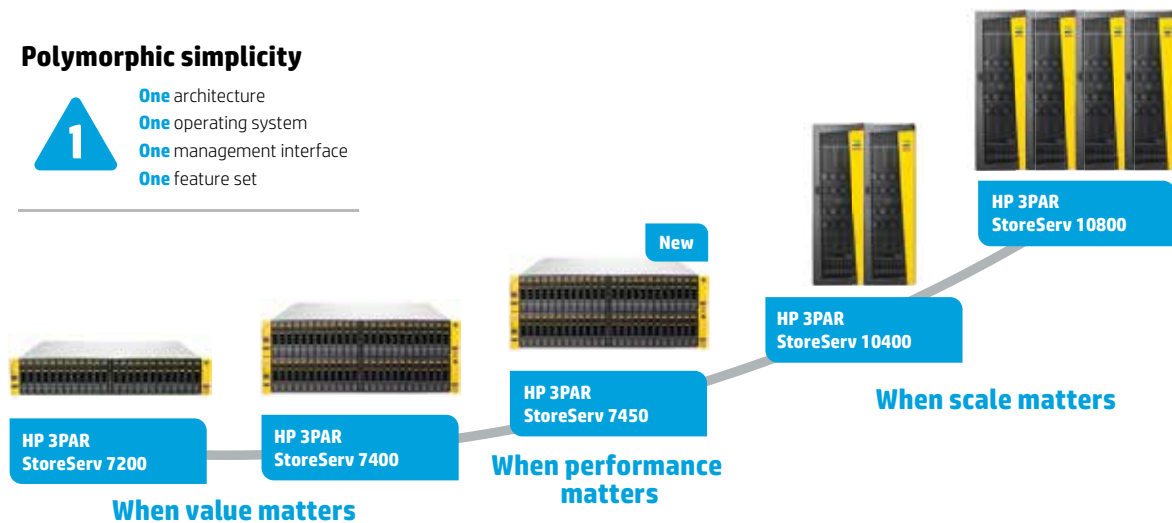 Polymorphic simplicity
1
One architecture
One operating system
One management interface
One feature set
HP 3PAR
StoreServ 7200
HP 3PAR
StoreServ 7400
When value matters
New
HP 3PAR
StoreServ 7450
When performance
matters
HP 3PAR
StoreServ 10400
HP 3PAR
StoreServ 10800
When scale matters